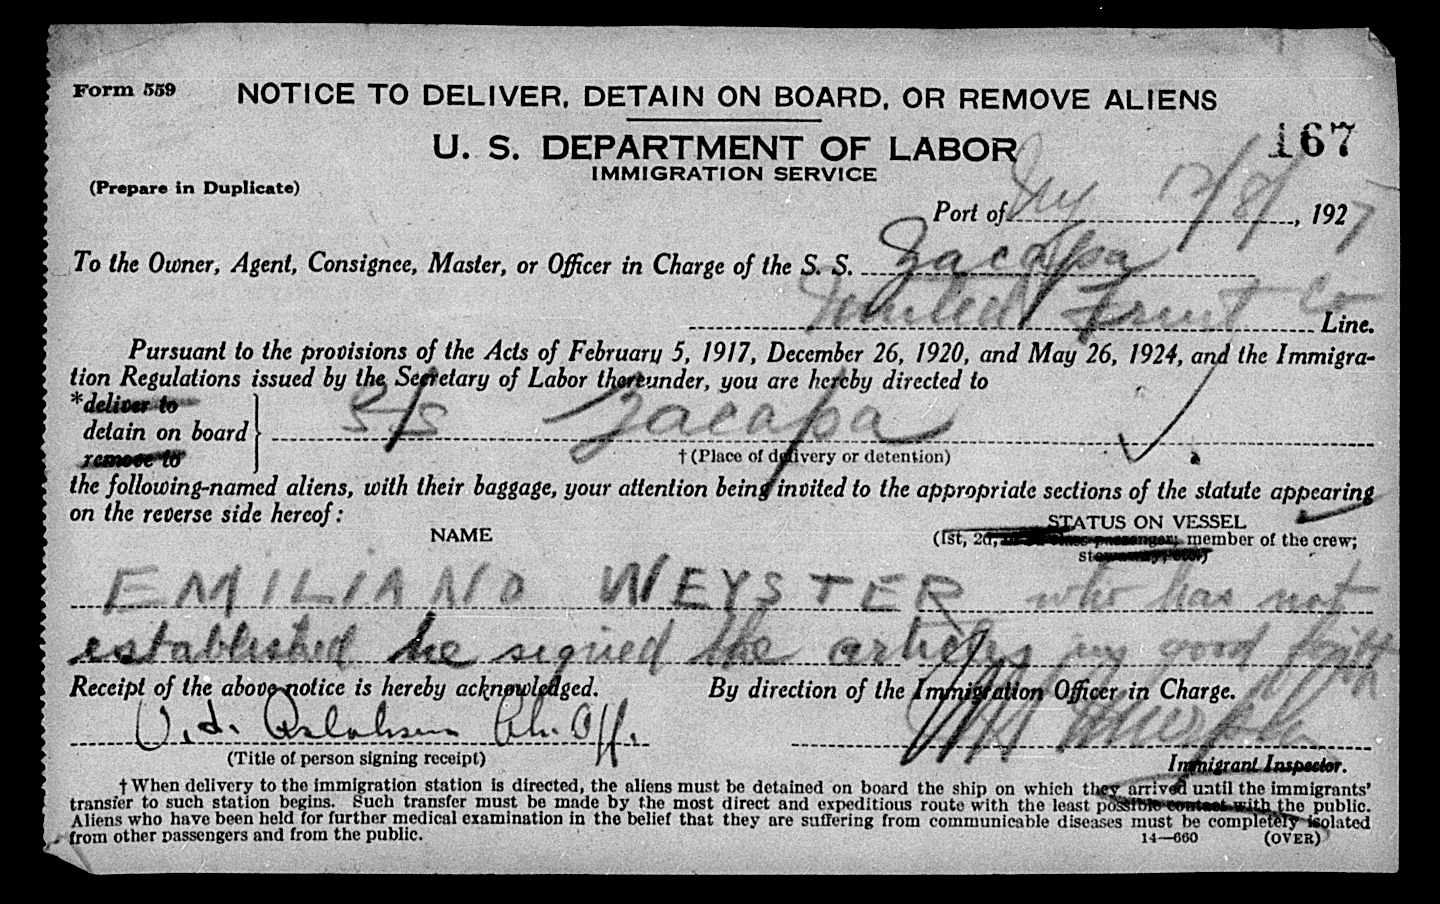 Form 559
NOTICE TO DELIVER, DETAIN ON BOARD, OR REMOVE ALIENS
167
U. S. DEPARTMENT OF LABOR
IMMIGRATION SERVICE
(Prepare in Duplicate)
Port of NY 12/8/, 1927
To the Owner, Agent, Consignee, Master, or Officer in Charge of the S. S. Zacapa
United Fruit Co Line.
Pursuant to the provisions of the Acts of February 5, 1917, December 26, 1920, and May 26, 1924, and the Immigra-
tion Regulations issued by the Secretary of Labor thereunder, you are hereby directed to
*deliver to
detain on board S/S Zacapa
remove to
†(Place of delivery or detention)
the following-named aliens, with their baggage, your attention being invited to the appropriate sections of the statute appearing
on the reverse side hereof:
NAME
STATUS ON VESSEL
(1st, 2d, passenger; member of the crew;
EMILIANO WEYSTER who has not
established he signed the articles in good faith
Receipt of the above notice is hereby acknowledged. By direction of the Immigration Officer in Charge.
Ch. Off.
(Title of person signing receipt)
Immigrant Inspector.
†When delivery to the immigration station is directed, the aliens must be detained on board the ship on which they arrived until the immigrants'
transfer to such station begins. Such transfer must be made by the most direct and expeditious route with the least possible contact with the public.
Aliens who have been held for further medical examination in the belief that they are suffering from communicable diseases must be completely isolated
from other passengers and from the public.
14—660 (OVER)